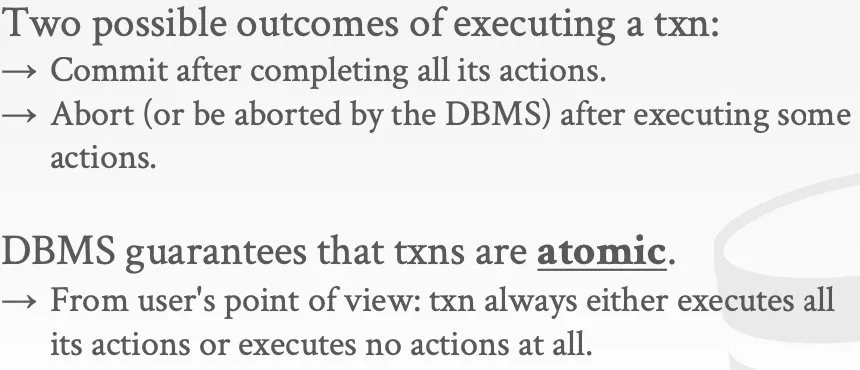 Two possible outcomes of executing a txn:
→ Commit after completing all its actions.
→ Abort (or be aborted by the DBMS) after executing some
actions.
DBMS guarantees that txns are atomic.
→ From user's point of view: txn always either executes all
its actions or executes no actions at all.